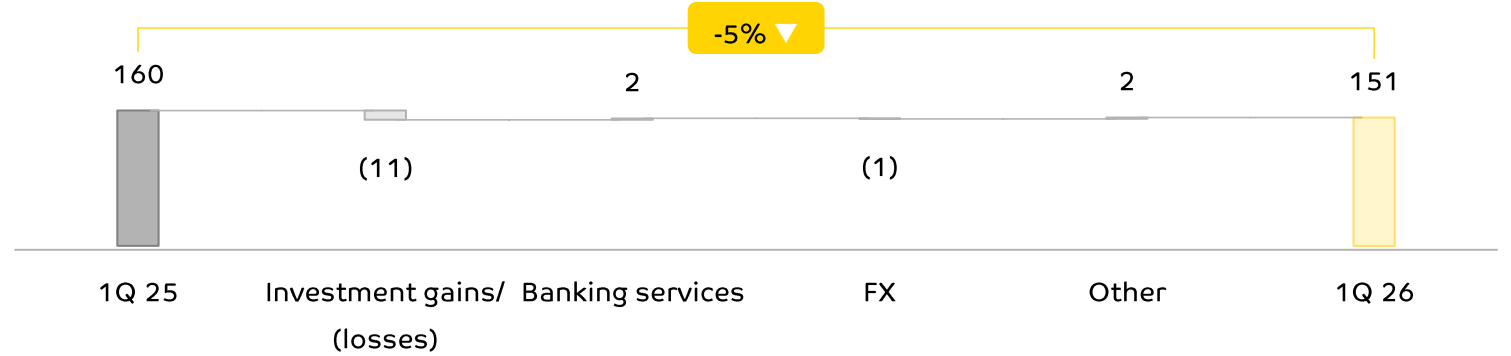 -5%
160
2
2
151
(11)
(1)
1Q 25
Investment gains/
(losses)
Banking services
FX
Other
1Q 26